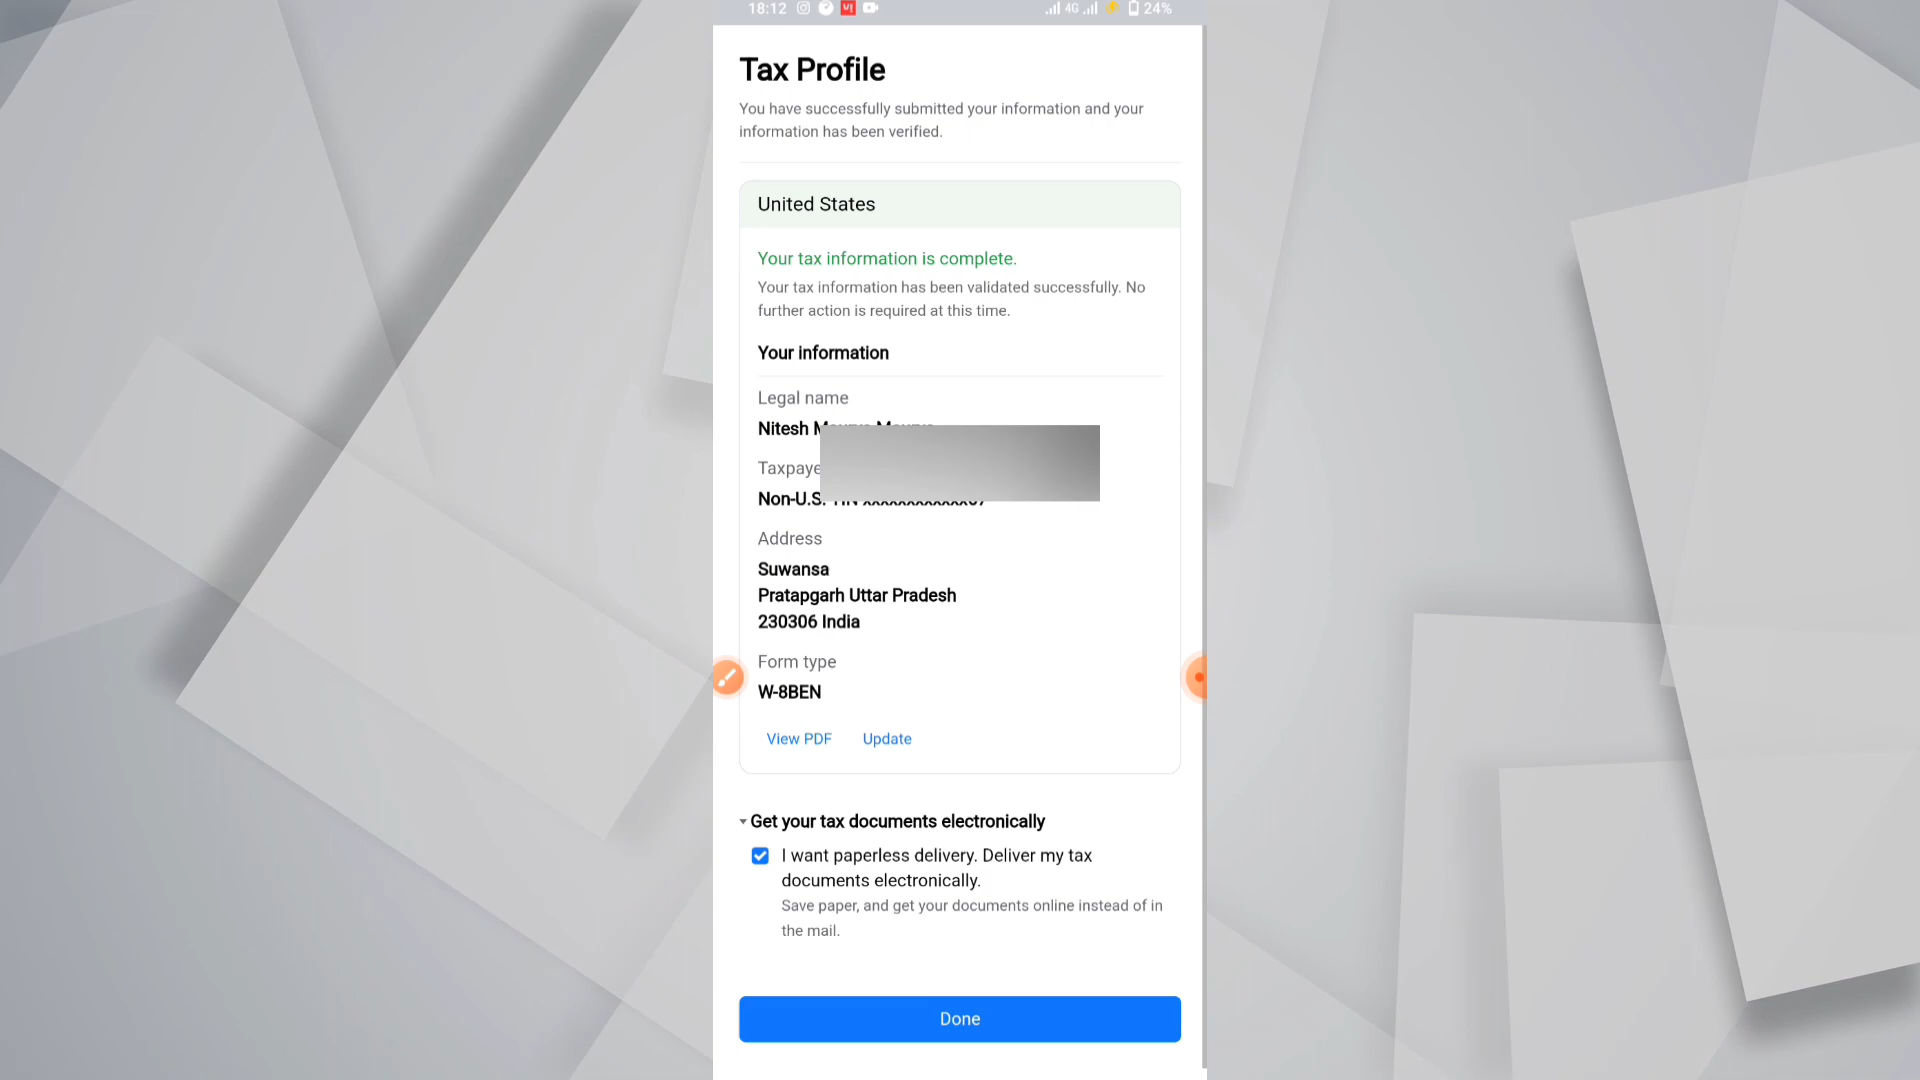 18:12 4G 24%
Tax Profile
You have successfully submitted your information and your
information has been verified.
United States
Your tax information is complete.
Your tax information has been validated successfully. No
further action is required at this time.
Your information
Legal name
Nitesh
Taxpaye
Non-U.S.
Address
Suwansa
Pratapgarh Uttar Pradesh
230306 India
Form type
W-8BEN
View PDF Update
Get your tax documents electronically
I want paperless delivery. Deliver my tax
documents electronically.
Save paper, and get your documents online instead of in
the mail.
Done